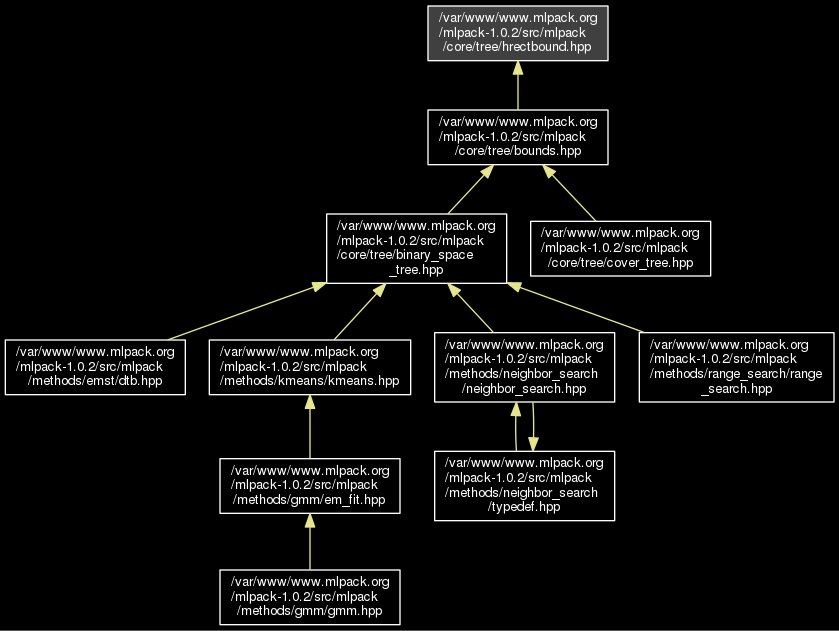 /var/www/www.mlpack.org
/mlpack-1.0.2/src/mlpack
/core/tree/hrectbound.hpp
/var/www/www.mlpack.org
/mlpack-1.0.2/src/mlpack
/core/tree/bounds.hpp
/var/www/www.mlpack.org
/mlpack-1.0.2/src/mlpack
/core/tree/binary_space
_tree.hpp
/var/www/www.mlpack.org
/mlpack-1.0.2/src/mlpack
/core/tree/cover_tree.hpp
/var/www/www.mlpack.org
/mlpack-1.0.2/src/mlpack
/methods/emst/dtb.hpp
/var/www/www.mlpack.org
/mlpack-1.0.2/src/mlpack
/methods/kmeans/kmeans.hpp
/var/www/www.mlpack.org
/mlpack-1.0.2/src/mlpack
/methods/neighbor_search
/neighbor_search.hpp
/var/www/www.mlpack.org
/mlpack-1.0.2/src/mlpack
/methods/range_search/range
_search.hpp
/var/www/www.mlpack.org
/mlpack-1.0.2/src/mlpack
/methods/gmm/em_fit.hpp
/var/www/www.mlpack.org
/mlpack-1.0.2/src/mlpack
/methods/neighbor_search
/typedef.hpp
/var/www/www.mlpack.org
/mlpack-1.0.2/src/mlpack
/methods/gmm/gmm.hpp